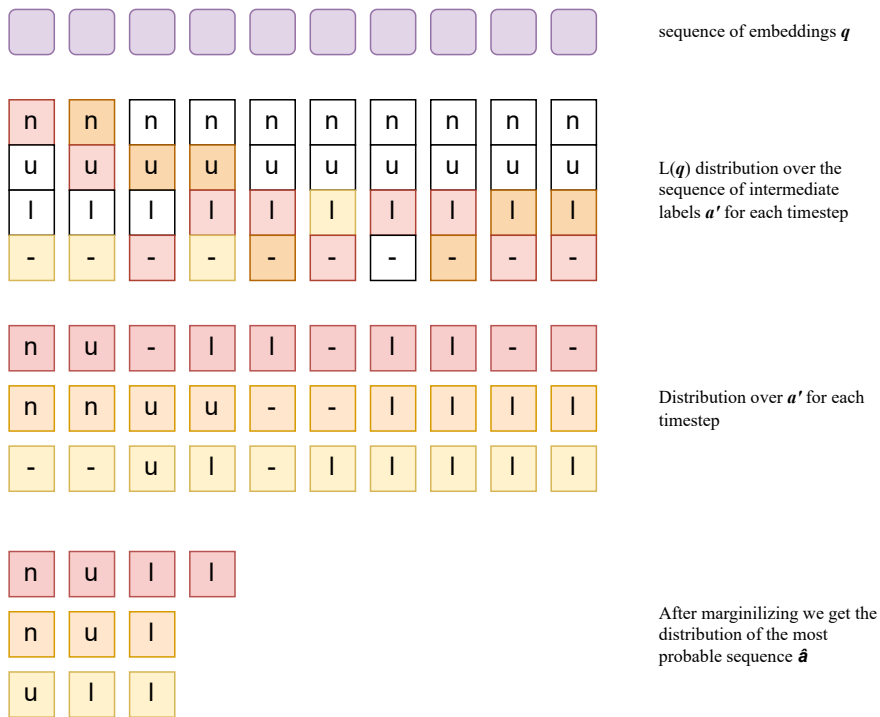 sequence of embeddings q
n n n n n n n n n n
u u u u u u u u u u
l l l l l l l l l l
- - - - - - - - - -
L(q) distribution over the
sequence of intermediate
labels a' for each timestep
n u - l l - l l - -
n n u u - - l l l l
- - u l - l l l l l
Distribution over a' for each
timestep
n u l l
n u l
u l l
After marginilizing we get the
distribution of the most
probable sequence â